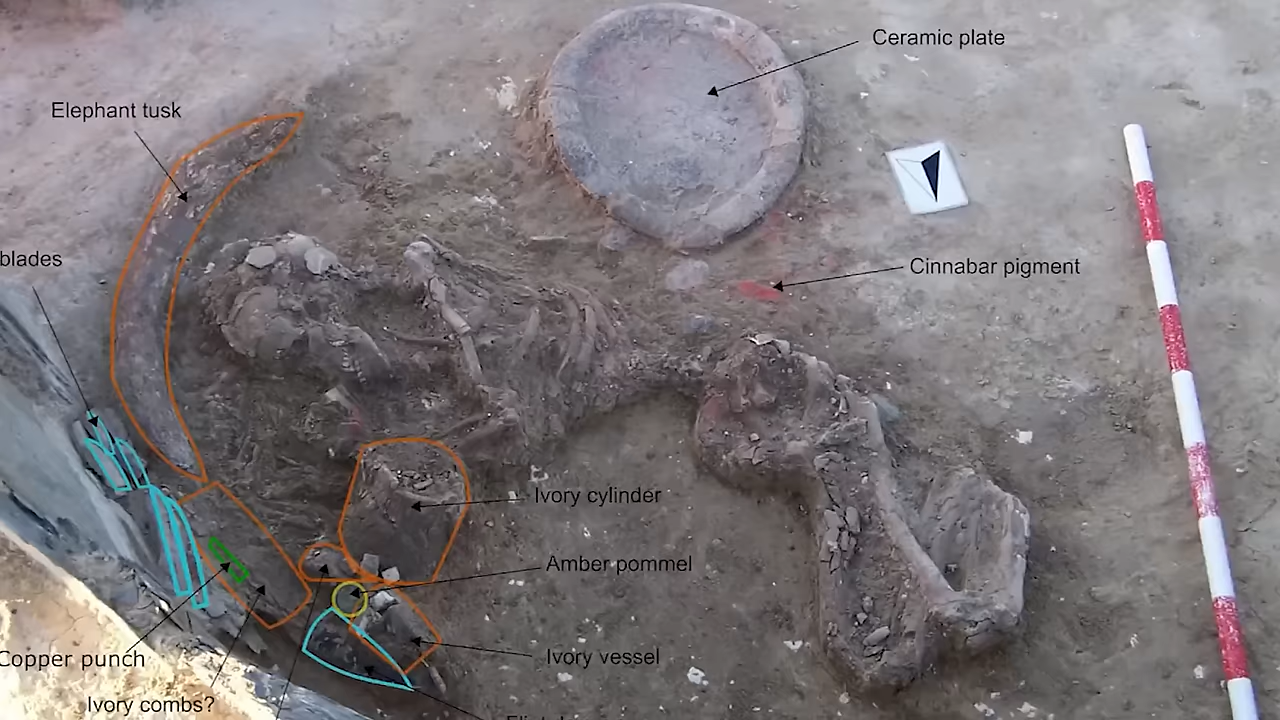 Ceramic plate
Elephant tusk
blades
Cinnabar pigment
Ivory cylinder
Amber pommel
Ivory vessel
Copper punch
Ivory combs?